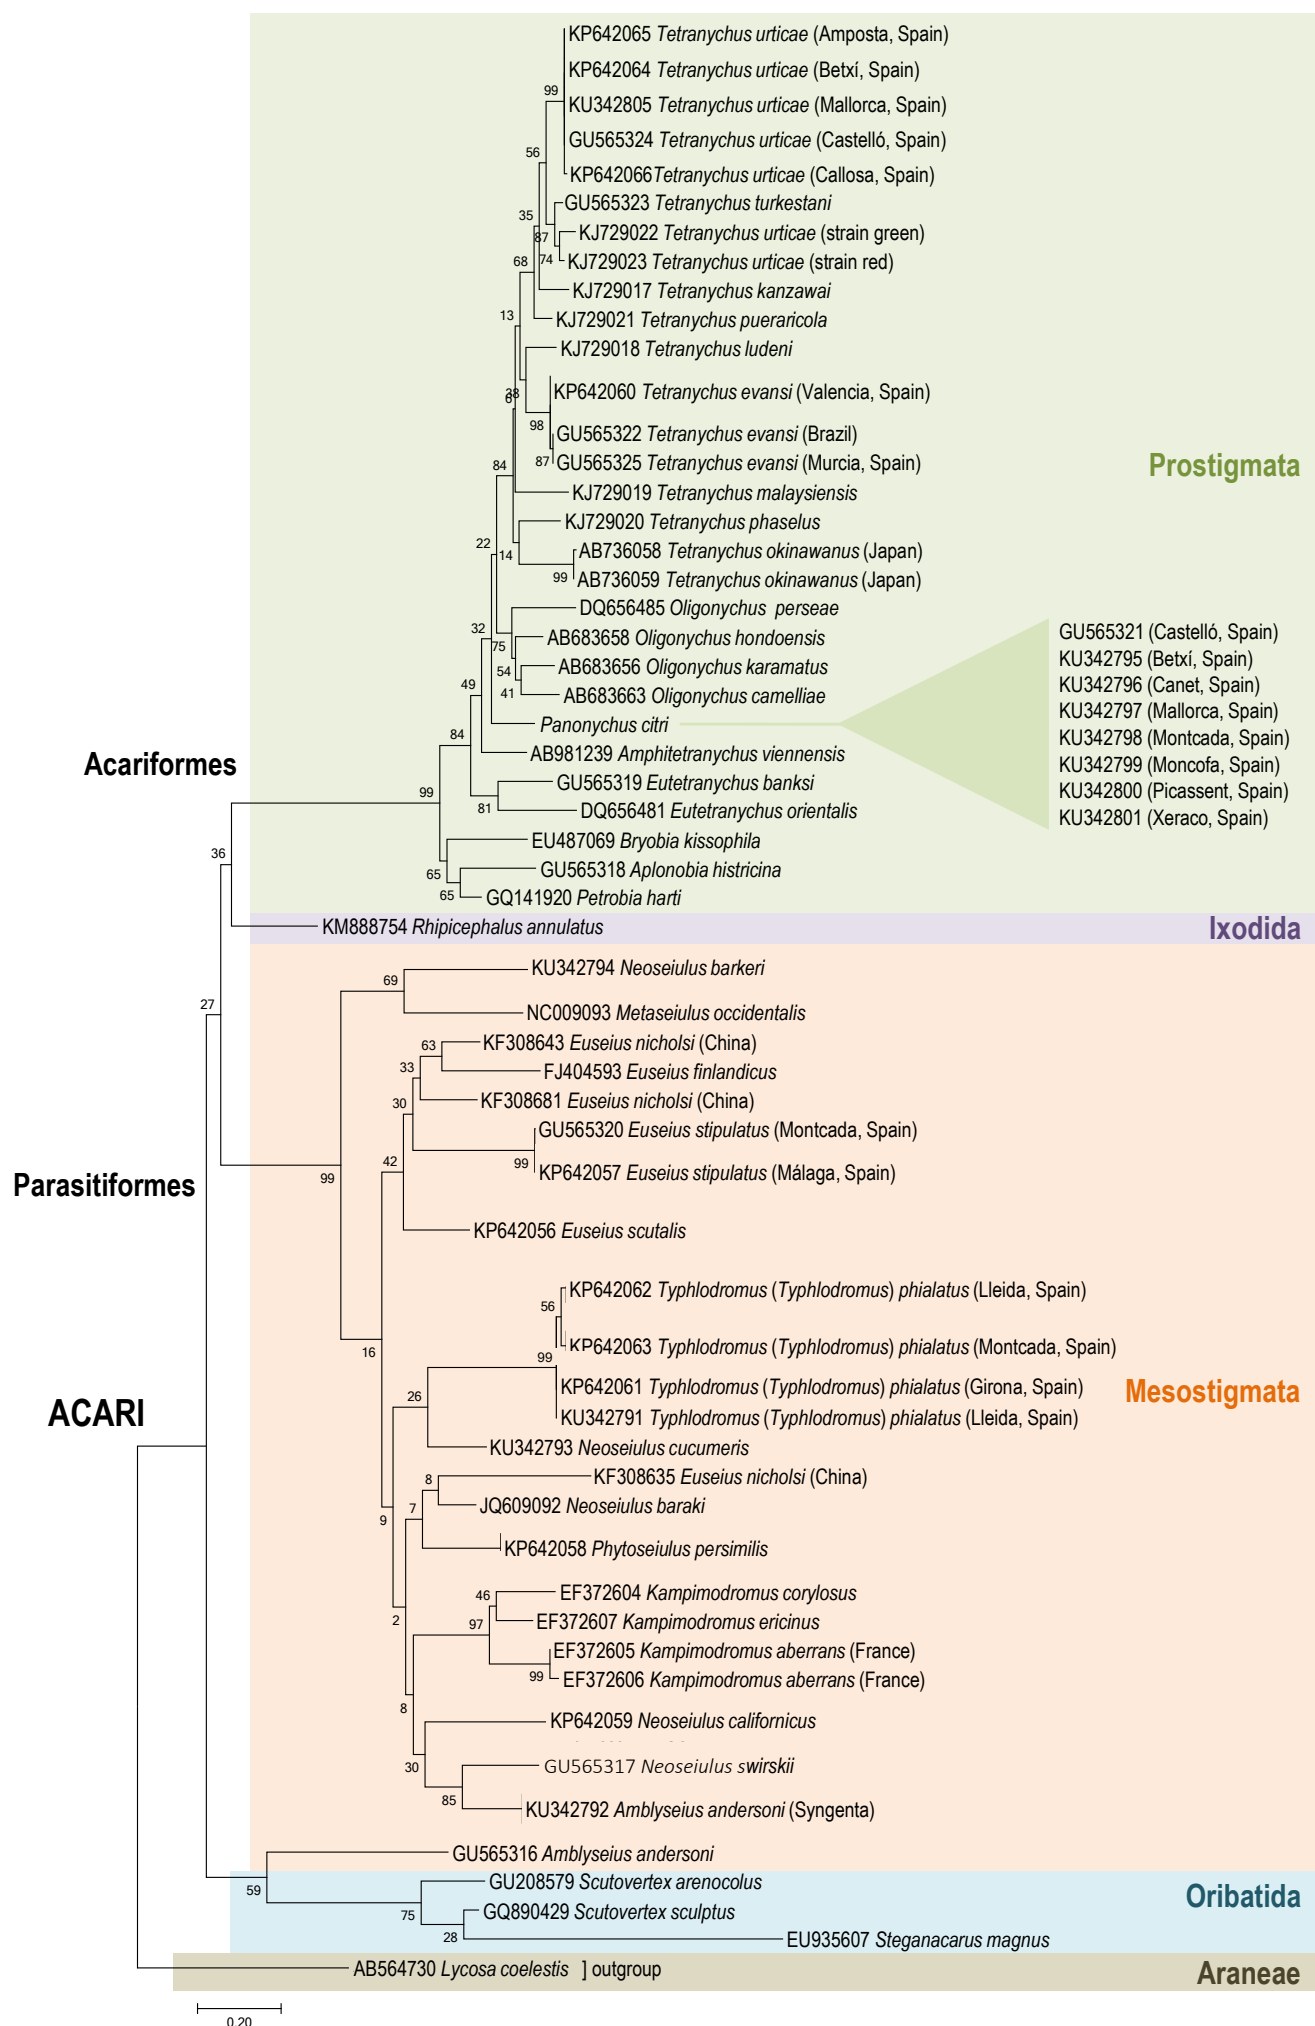 KP642065 Tetranychus urticae (Amposta, Spain)
KP642064 Tetranychus urticae (Betxí, Spain)
99
KU342805 Tetranychus urticae (Mallorca, Spain)
GU565324 Tetranychus urticae (Castelló, Spain)
56
KP642066 Tetranychus urticae (Callosa, Spain)
GU565323 Tetranychus turkestani
35
87
KJ729022 Tetranychus urticae (strain green)
68
74
KJ729023 Tetranychus urticae (strain red)
KJ729017 Tetranychus kanzawai
13
KJ729021 Tetranychus pueraricola
KJ729018 Tetranychus ludeni
38
6
KP642060 Tetranychus evansi (Valencia, Spain)
98
GU565322 Tetranychus evansi (Brazil)
84
87
GU565325 Tetranychus evansi (Murcia, Spain)
Prostigmata
KJ729019 Tetranychus malaysiensis
KJ729020 Tetranychus phaselus
22
14
AB736058 Tetranychus okinawanus (Japan)
99
AB736059 Tetranychus okinawanus (Japan)
DQ656485 Oligonychus perseae
32
75
AB683658 Oligonychus hondoensis
54
AB683656 Oligonychus karamatus
49
41
AB683663 Oligonychus camelliae
Panonychus citri
GU565321 (Castelló, Spain)
KU342795 (Betxí, Spain)
KU342796 (Canet, Spain)
KU342797 (Mallorca, Spain)
KU342798 (Montcada, Spain)
KU342799 (Moncofa, Spain)
KU342800 (Picassent, Spain)
KU342801 (Xeraco, Spain)
84
AB981239 Amphitetranychus viennensis
Acariformes
99
GU565319 Eutetranychus banksi
81
DQ656481 Eutetranychus orientalis
EU487069 Bryobia kissophila
36
65
GU565318 Aplonobia histricina
65
GQ141920 Petrobia harti
KM888754 Rhipicephalus annulatus
Ixodida
69
KU342794 Neoseiulus barkeri
27
NC009093 Metaseiulus occidentalis
63
KF308643 Euseius nicholsi (China)
33
FJ404593 Euseius finlandicus
30
KF308681 Euseius nicholsi (China)
GU565320 Euseius stipulatus (Montcada, Spain)
42
99
KP642057 Euseius stipulatus (Málaga, Spain)
Parasitiformes
99
KP642056 Euseius scutalis
KP642062 Typhlodromus (Typhlodromus) phialatus (Lleida, Spain)
56
16
KP642063 Typhlodromus (Typhlodromus) phialatus (Montcada, Spain)
99
KP642061 Typhlodromus (Typhlodromus) phialatus (Girona, Spain)
Mesostigmata
26
ACARI
KU342791 Typhlodromus (Typhlodromus) phialatus (Lleida, Spain)
KU342793 Neoseiulus cucumeris
8
KF308635 Euseius nicholsi (China)
7
JQ609092 Neoseiulus baraki
9
KP642058 Phytoseiulus persimilis
46
EF372604 Kampimodromus corylosus
2
97
EF372607 Kampimodromus ericinus
EF372605 Kampimodromus aberrans (France)
99
EF372606 Kampimodromus aberrans (France)
8
KP642059 Neoseiulus californicus
30
GU565317 Neoseiulus swirskii
85
KU342792 Amblyseius andersoni (Syngenta)
GU565316 Amblyseius andersoni
59
GU208579 Scutovertex arenocolus
Oribatida
75
GQ890429 Scutovertex sculptus
28
EU935607 Steganacarus magnus
AB564730 Lycosa coelestis ] outgroup
Araneae
0.20